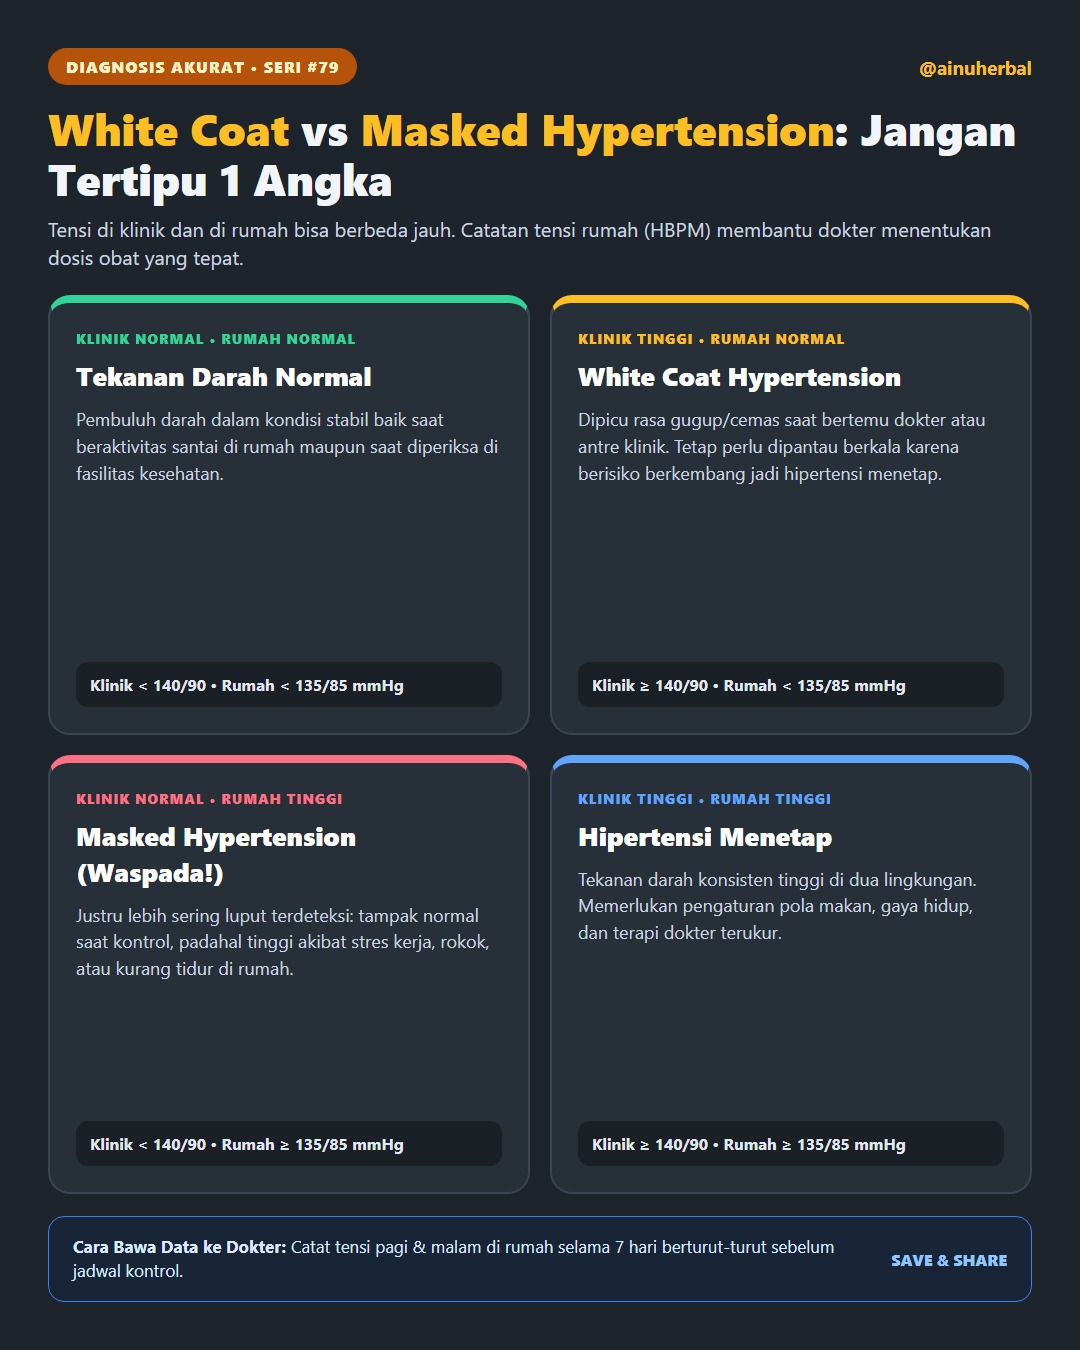 DIAGNOSIS AKURAT • SERI #79
@ainuherbal
White Coat vs Masked Hypertension: Jangan
Tertipu 1 Angka
Tensi di klinik dan di rumah bisa berbeda jauh. Catatan tensi rumah (HBPM) membantu dokter menentukan
dosis obat yang tepat.
KLINIK NORMAL • RUMAH NORMAL
Tekanan Darah Normal
Pembuluh darah dalam kondisi stabil baik saat
beraktivitas santai di rumah maupun saat diperiksa di
fasilitas kesehatan.
Klinik < 140/90 • Rumah < 135/85 mmHg
KLINIK TINGGI • RUMAH NORMAL
White Coat Hypertension
Dipicu rasa gugup/cemas saat bertemu dokter atau
antre klinik. Tetap perlu dipantau berkala karena
berisiko berkembang jadi hipertensi menetap.
Klinik ≥ 140/90 • Rumah < 135/85 mmHg
KLINIK NORMAL • RUMAH TINGGI
Masked Hypertension
(Waspada!)
Justru lebih sering luput terdeteksi: tampak normal
saat kontrol, padahal tinggi akibat stres kerja, rokok,
atau kurang tidur di rumah.
Klinik < 140/90 • Rumah ≥ 135/85 mmHg
KLINIK TINGGI • RUMAH TINGGI
Hipertensi Menetap
Tekanan darah konsisten tinggi di dua lingkungan.
Memerlukan pengaturan pola makan, gaya hidup,
dan terapi dokter terukur.
Klinik ≥ 140/90 • Rumah ≥ 135/85 mmHg
Cara Bawa Data ke Dokter: Catat tensi pagi & malam di rumah selama 7 hari berturut-turut sebelum
jadwal kontrol.
SAVE & SHARE